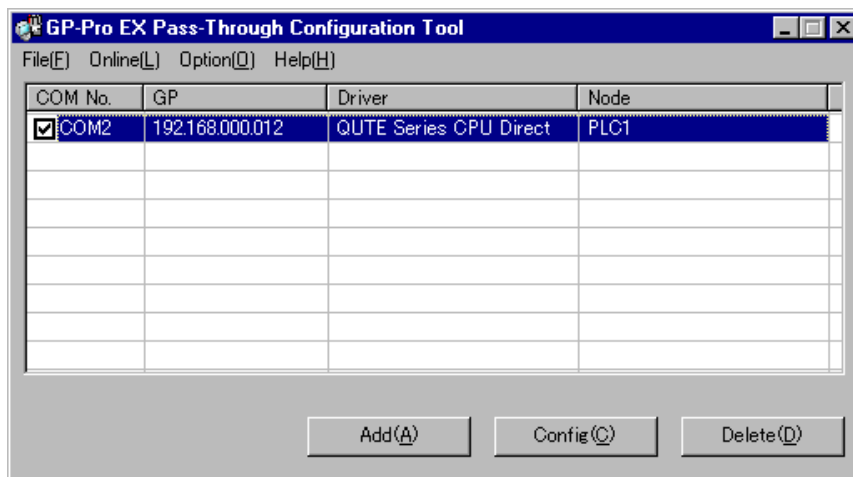 GP-Pro EX Pass-Through Configuration Tool
File(F) Online(L) Option(O) Help(H)
COM No. GP Driver Node
COM2 192.168.000.012 QUTE Series CPU Direct PLC1
Add(A) Config(C) Delete(D)